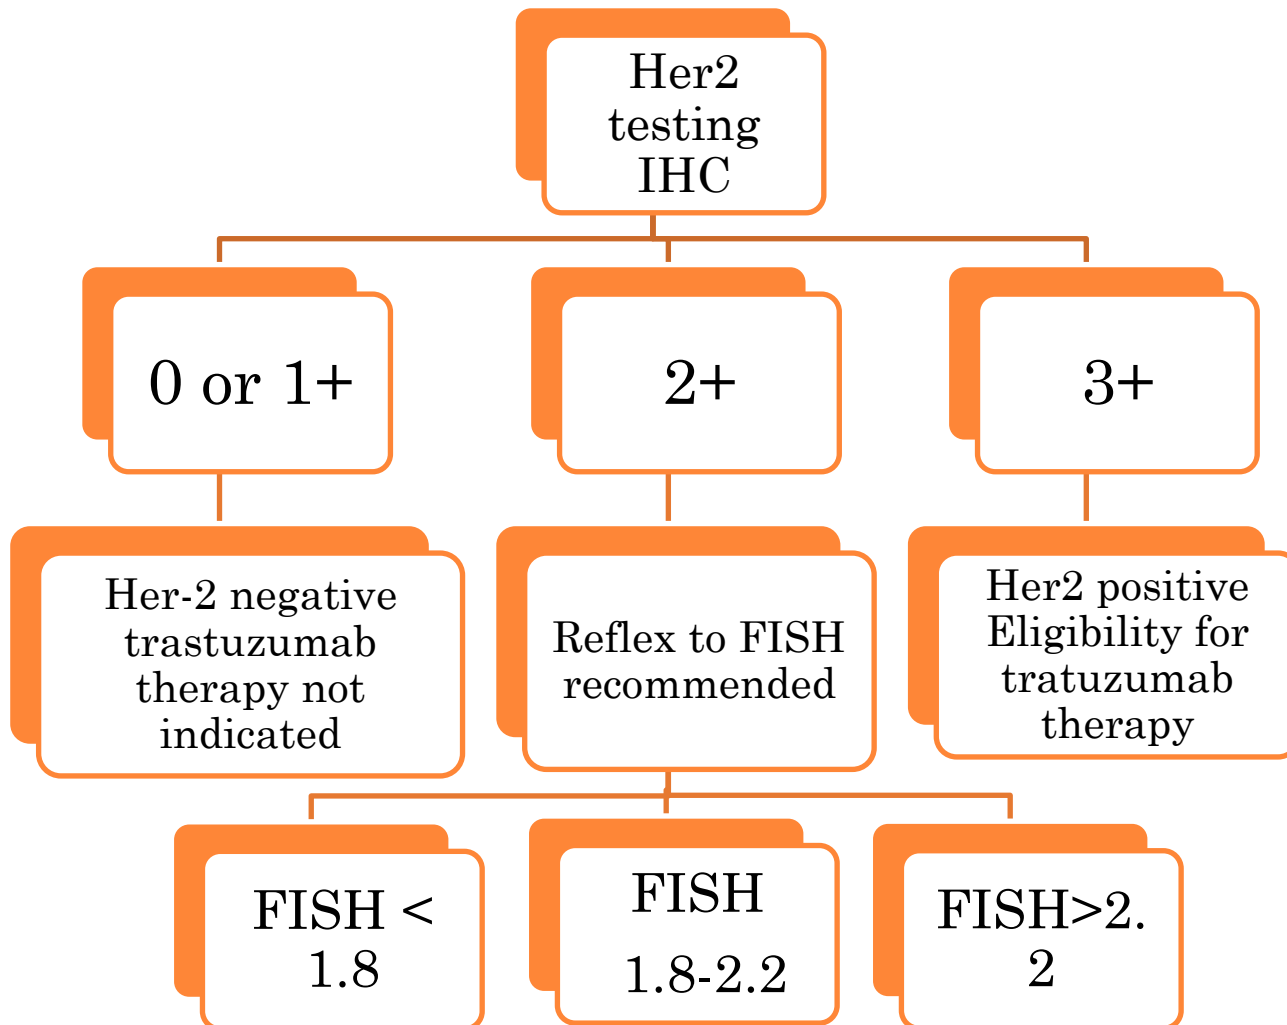 Her2
testing
IHC
0 or 1+
2+
3+
Her-2 negative
trastuzumab
therapy not
indicated
Reflex to FISH
recommended
Her2 positive
Eligibility for
tratuzumab
therapy
FISH <
1.8
FISH
1.8-2.2
FISH>2.
2